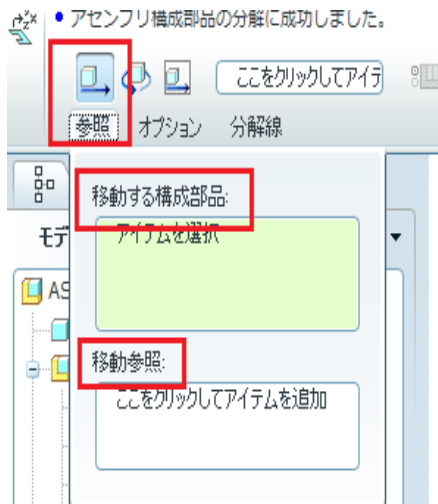 • アセンブリ構成部品の分解に成功しました。
ここをクリックしてアイテ
参照 オプション 分解線
移動する構成部品:
モデ
アイテムを選択
AS
移動参照:
ここをクリックしてアイテムを追加